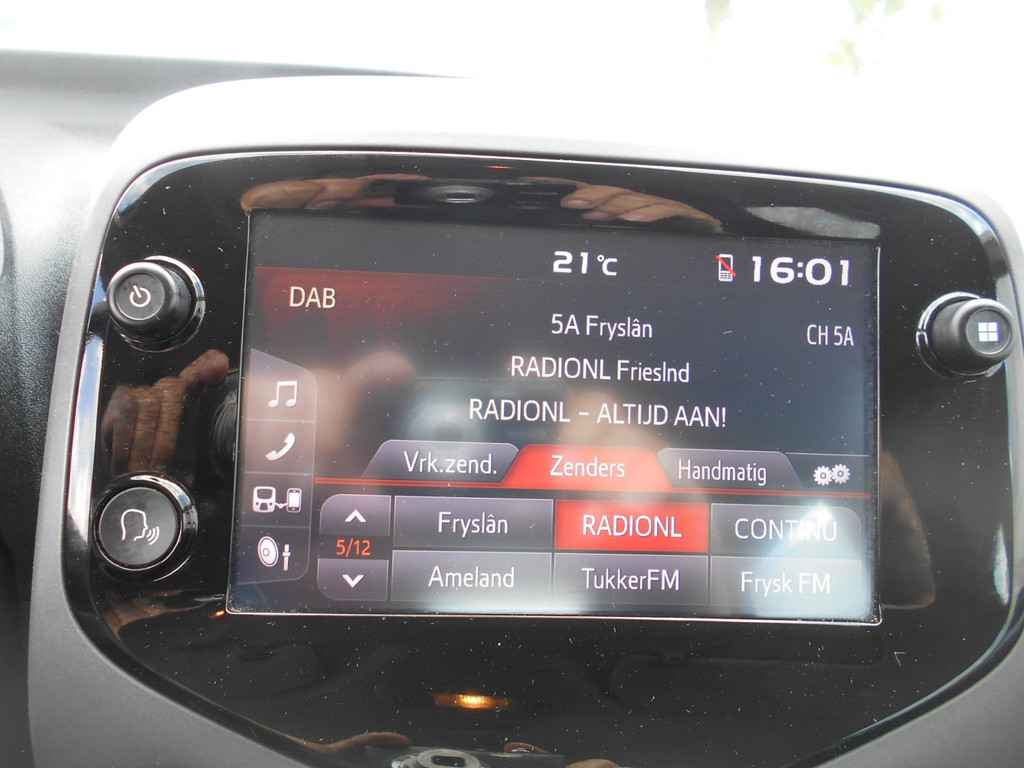 21°C 16:01
DAB
5A Fryslân CH 5A
RADIONL Frieslnd
RADIONL - ALTIJD AAN!
Vrk.zend. Zenders Handmatig
Fryslân RADIONL CONTINU
5/12
Ameland TukkerFM Frysk FM